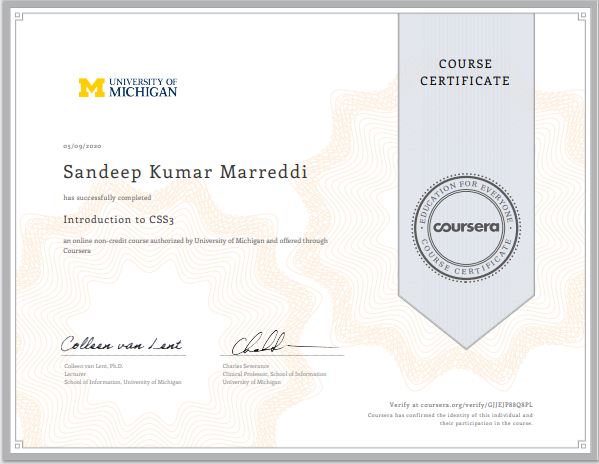 UNIVERSITY OF
MICHIGAN
COURSE
CERTIFICATE
05/09/2020
Sandeep Kumar Marreddi
has successfully completed
Introduction to CSS3
an online non-credit course authorized by University of Michigan and offered through
Coursera
EDUCATION FOR EVERYONE
coursera
COURSE CERTIFICATE
Colleen van Lent
Colleen van Lent, Ph.D.
Lecturer
School of Information, University of Michigan
Charles Severance
Clinical Professor, School of Information
University of Michigan
Verify at coursera.org/verify/GJJEJP88Q8PL
Coursera has confirmed the identity of this individual and
their participation in the course.